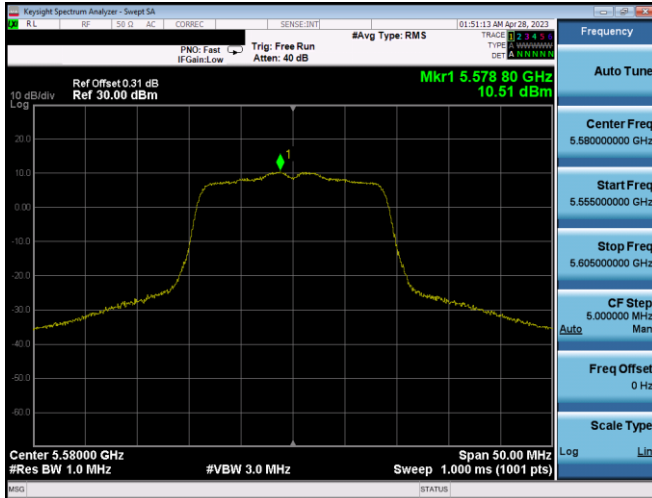 Keysight Spectrum Analyzer - Swept SA
RL RF 50 Ω AC CORREC SENSE:INT 01:51:13 AM Apr 28, 2023
#Avg Type: RMS TRACE 1 2 3 4 5 6
PNO: Fast Trig: Free Run TYPE A WWWWW
IFGain:Low Atten: 40 dB DET A N N N N N
Mkr1 5.578 80 GHz
Ref Offset 0.31 dB
10 dB/div Ref 30.00 dBm 10.51 dBm
Log
20.0
1
10.0
0.00
-10.0
-20.0
-30.0
-40.0
-50.0
-60.0
Center 5.58000 GHz Span 50.00 MHz
#Res BW 1.0 MHz #VBW 3.0 MHz Sweep 1.000 ms (1001 pts)
MSG STATUS
Frequency
Auto Tune
Center Freq
5.580000000 GHz
Start Freq
5.555000000 GHz
Stop Freq
5.605000000 GHz
CF Step
5.000000 MHz
Auto Man
Freq Offset
0 Hz
Scale Type
Log Lin